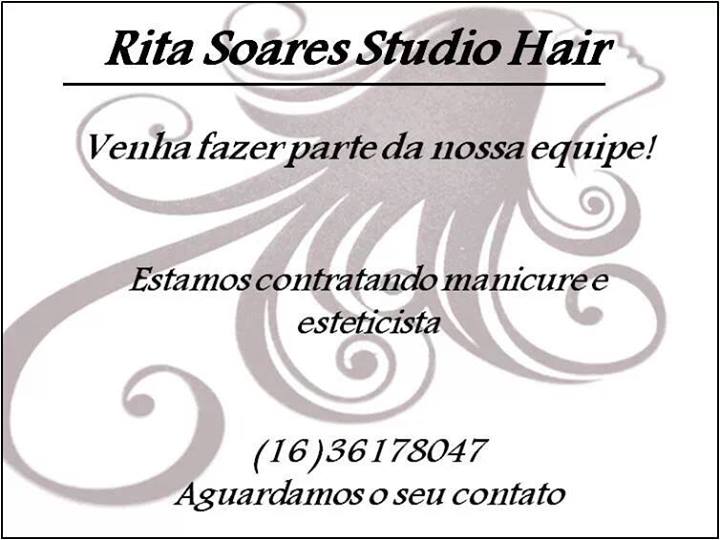 Rita Soares Studio Hair
Venha fazer parte da nossa equipe!
Estamos contratando manicure e
esteticista
(16)36178047
Aguardamos o seu contato